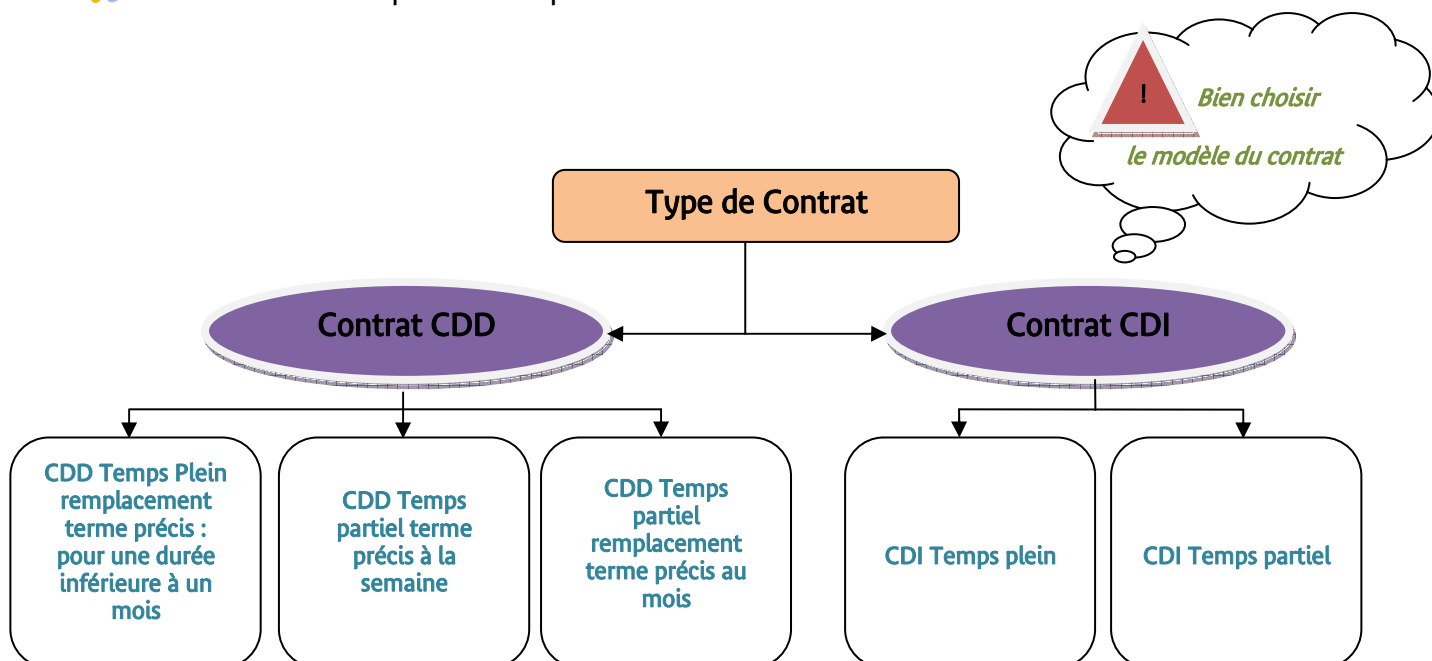 !
Bien choisir
le modèle du contrat
Type de Contrat
Contrat CDD
Contrat CDI
CDD Temps Plein
remplacement
terme précis :
pour une durée
inférieure à un
mois
CDD Temps
partiel terme
précis à la
semaine
CDD Temps
partiel
remplacement
terme précis au
mois
CDI Temps plein
CDI Temps partiel